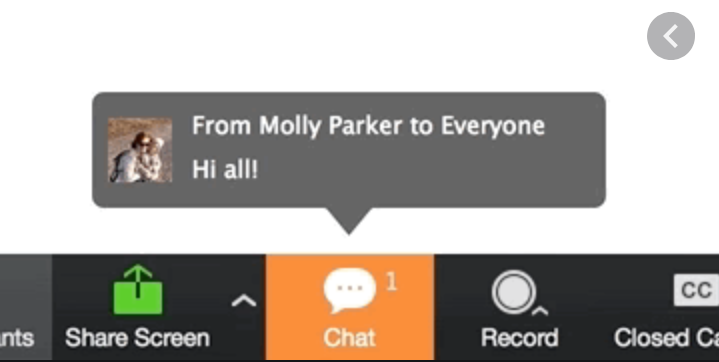 From Molly Parker to Everyone
Hi all!
1
CC
nts Share Screen Chat Record Closed Ca